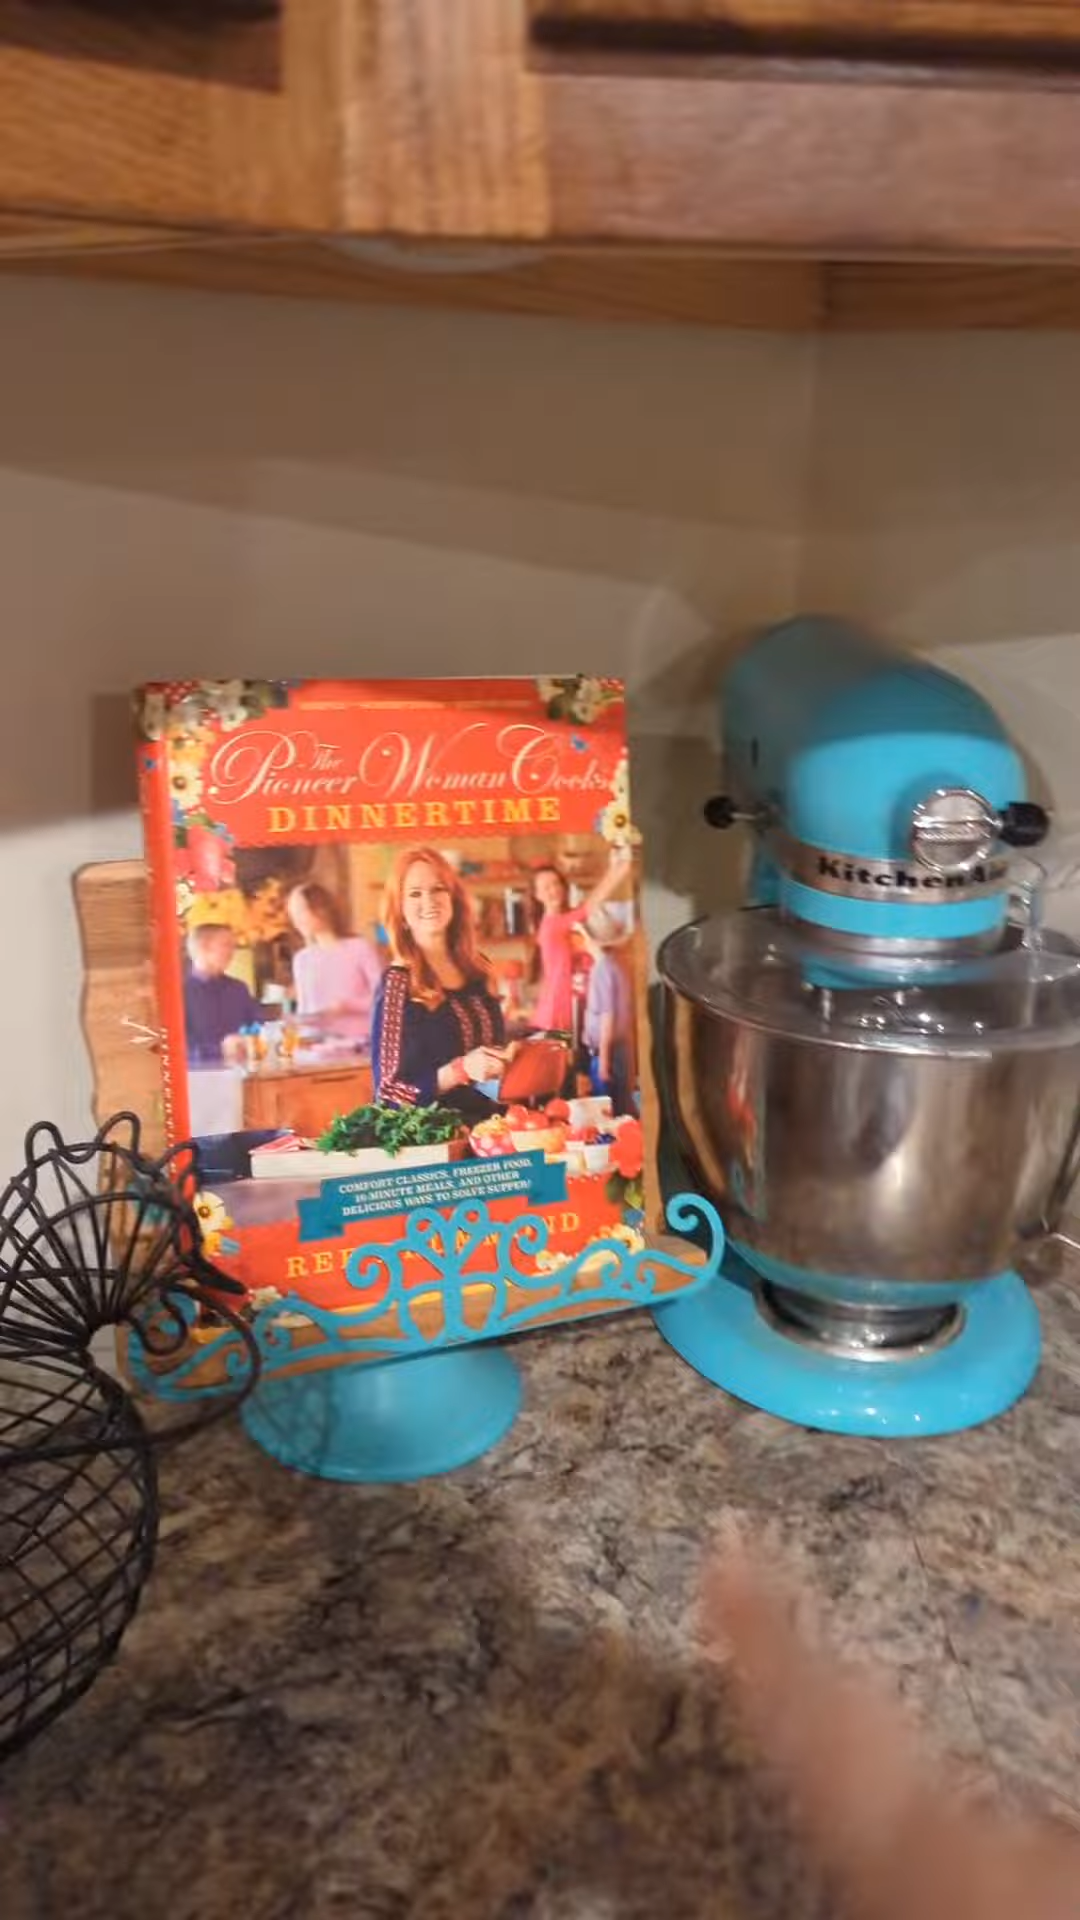 The
Pioneer Woman Cooks
DINNERTIME
COMFORT CLASSICS, FREEZER FOOD,
16-MINUTE MEALS, AND OTHER
DELICIOUS WAYS TO SOLVE SUPPER!
KitchenAid